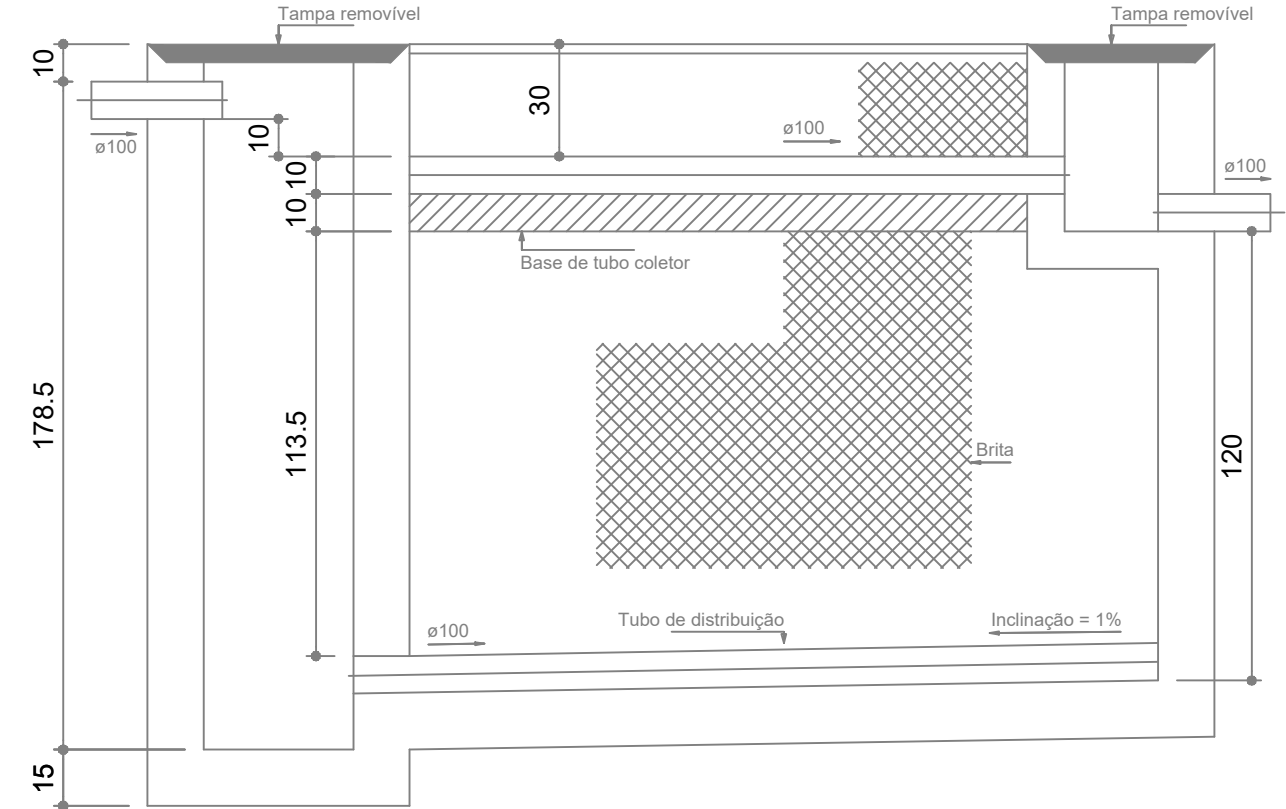 Tampa removível
Tampa removível
10
30
ø100
10
ø100
ø100
10
10
Base de tubo coletor
178.5
113.5
Brita
120
Tubo de distribuição
Inclinação = 1%
ø100
15